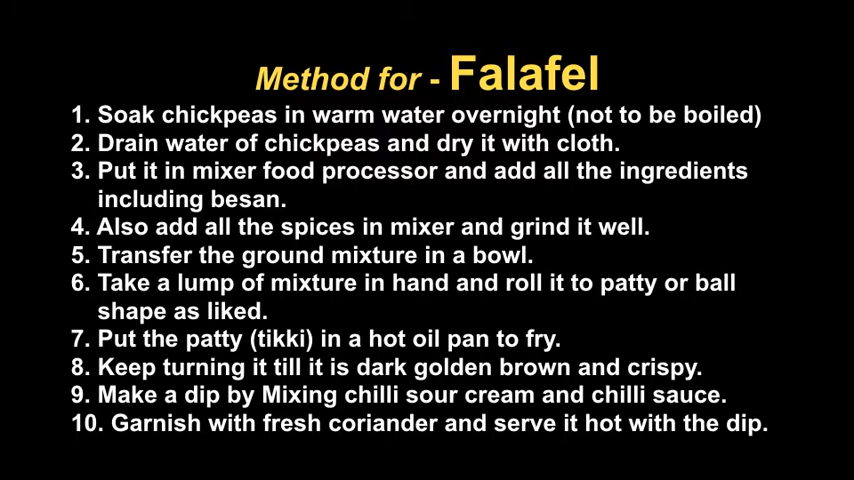 Method for - Falafel
1. Soak chickpeas in warm water overnight (not to be boiled)
2. Drain water of chickpeas and dry it with cloth.
3. Put it in mixer food processor and add all the ingredients
including besan.
4. Also add all the spices in mixer and grind it well.
5. Transfer the ground mixture in a bowl.
6. Take a lump of mixture in hand and roll it to patty or ball
shape as liked.
7. Put the patty (tikki) in a hot oil pan to fry.
8. Keep turning it till it is dark golden brown and crispy.
9. Make a dip by Mixing chilli sour cream and chilli sauce.
10. Garnish with fresh coriander and serve it hot with the dip.